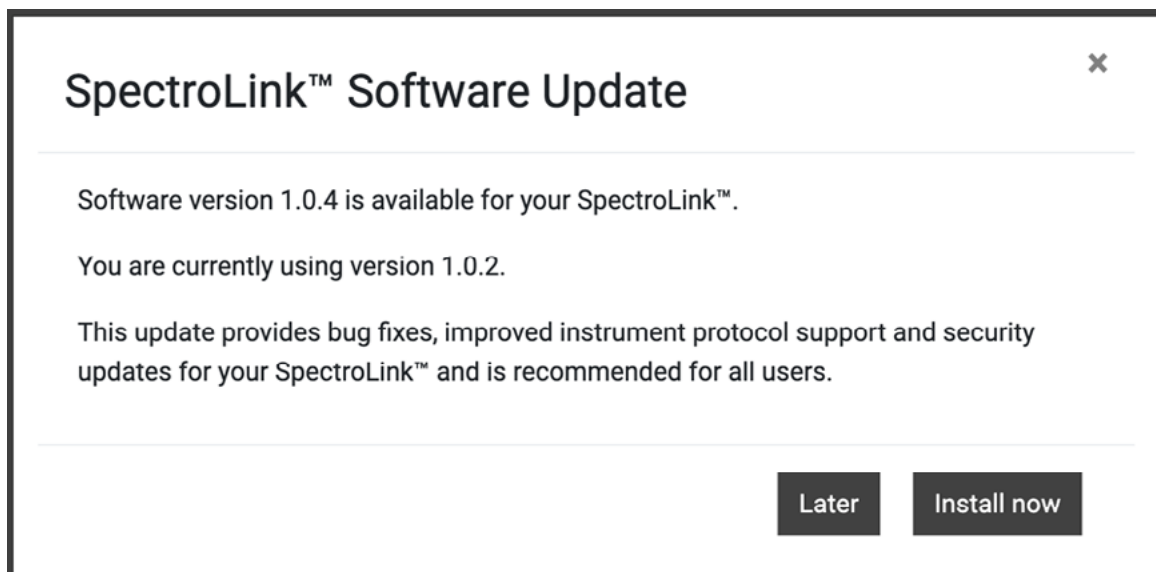 SpectroLink™ Software Update
×
Software version 1.0.4 is available for your SpectroLink™.
You are currently using version 1.0.2.
This update provides bug fixes, improved instrument protocol support and security
updates for your SpectroLink™ and is recommended for all users.
Later
Install now